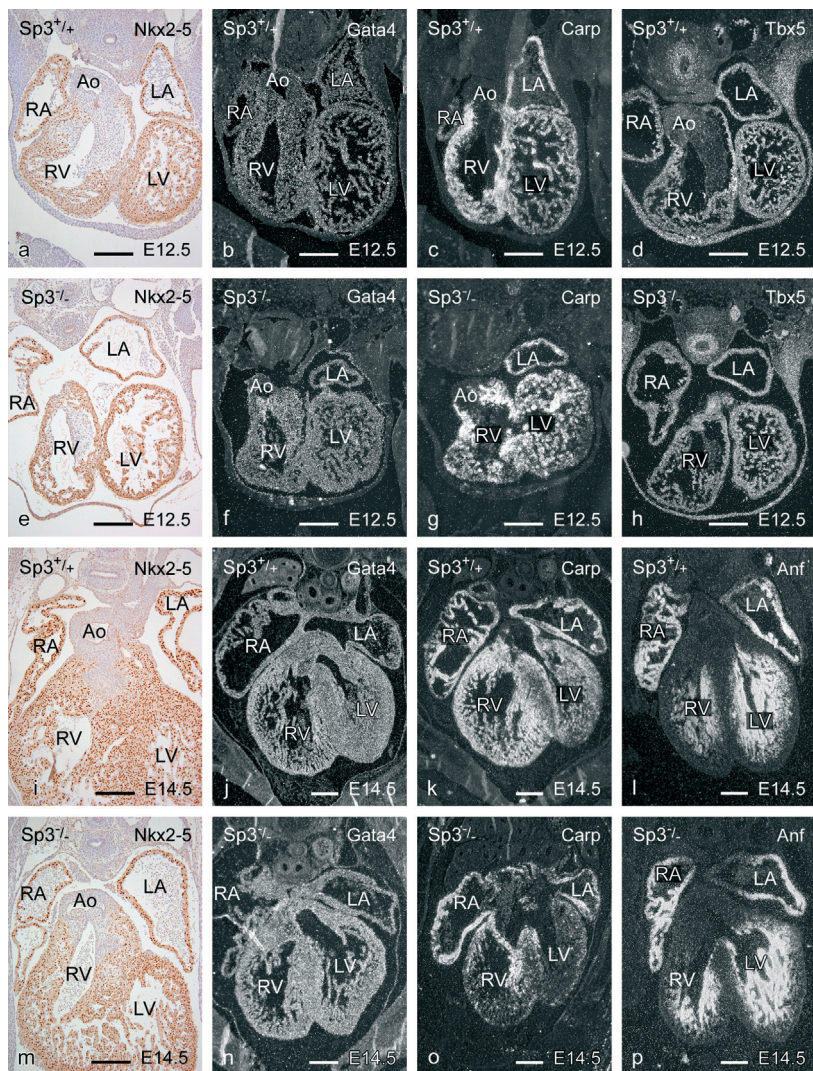 Sp3+/+ Nkx2-5
Ao
LA
RA
RV
LV
a E12.5
Sp3+/+ Gata4
Ao
LA
RA
RV
LV
b E12.5
Sp3+/+ Carp
LA
Ao
RA
RV
LV
c E12.5
Sp3+/+ Tbx5
LA
RA
Ao
LV
RV
d E12.5
Sp3-/- Nkx2-5
LA
RA
RV
LV
e E12.5
Sp3-/- Gata4
LA
Ao
RV
LV
f E12.5
Sp3-/- Carp
LA
Ao
RV
LV
g E12.5
Sp3-/- Tbx5
RA
LA
RV
LV
h E12.5
Sp3+/+ Nkx2-5
LA
Ao
RA
RV
LV
i E14.5
Sp3+/+ Gata4
RA
LA
RV
LV
j E14.5
Sp3+/+ Carp
RA
LA
RV
LV
k E14.5
Sp3+/+ Anf
RA
LA
RV
LV
l E14.5
Sp3-/- Nkx2-5
RA
LA
Ao
RV
LV
m E14.5
Sp3-/- Gata4
RA
LA
RV
LV
n E14.5
Sp3-/- Carp
RA
LA
RV
LV
o E14.5
Sp3-/- Anf
RA
LA
RV
LV
p E14.5